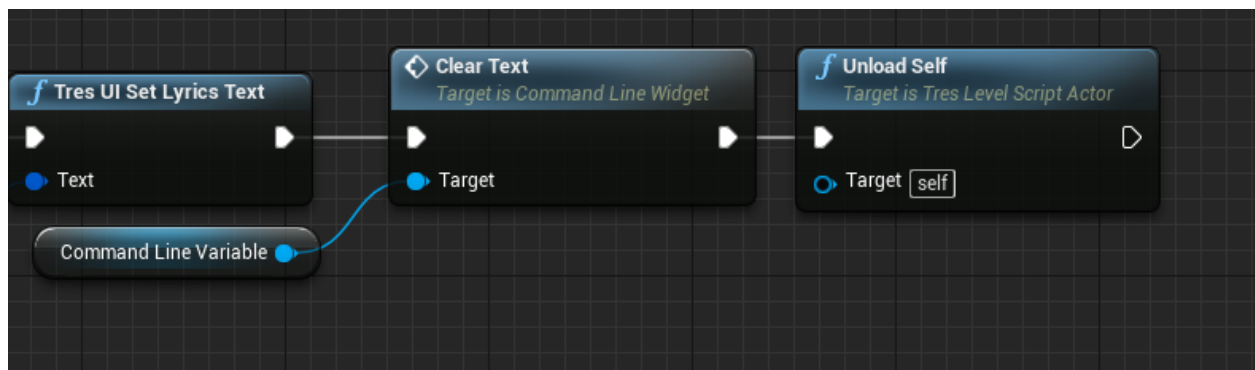 Tres UI Set Lyrics Text
Text
Command Line Variable
Clear Text
Target is Command Line Widget
Target
Unload Self
Target is Tres Level Script Actor
Target self